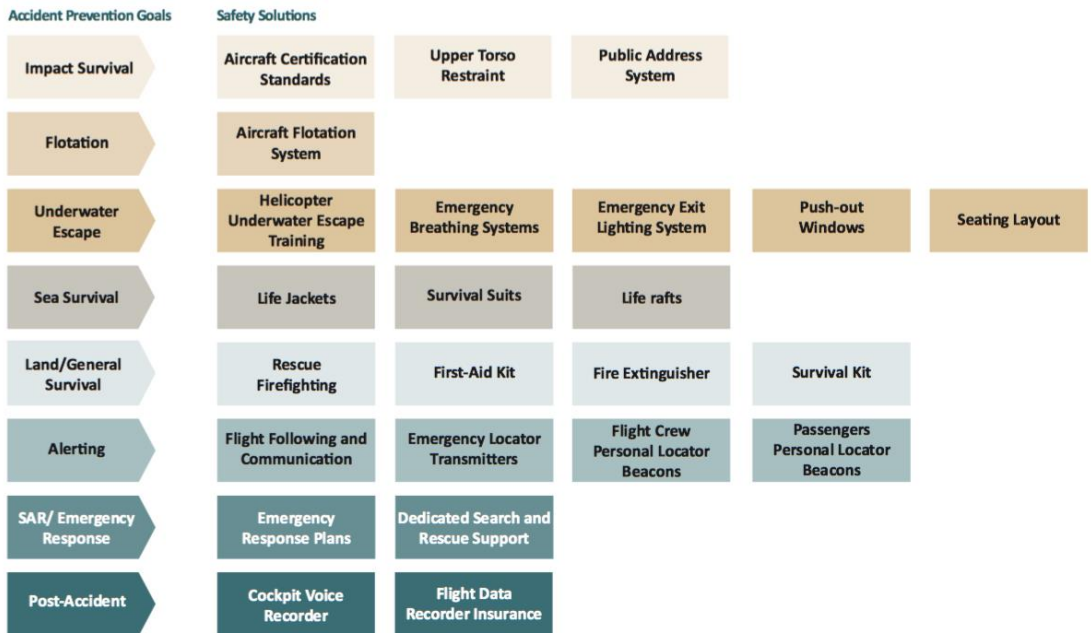 Accident Prevention Goals
Safety Solutions
Impact Survival
Aircraft Certification
Standards
Upper Torso
Restraint
Public Address
System
Flotation
Aircraft Flotation
System
Underwater
Escape
Helicopter
Underwater Escape
Training
Emergency
Breathing Systems
Emergency Exit
Lighting System
Push-out
Windows
Seating Layout
Sea Survival
Life Jackets
Survival Suits
Life rafts
Land/General
Survival
Rescue
Firefighting
First-Aid Kit
Fire Extinguisher
Survival Kit
Alerting
Flight Following and
Communication
Emergency Locator
Transmitters
Flight Crew
Personal Locator
Beacons
Passengers
Personal Locator
Beacons
SAR/ Emergency
Response
Emergency
Response Plans
Dedicated Search and
Rescue Support
Post-Accident
Cockpit Voice
Recorder
Flight Data
Recorder Insurance